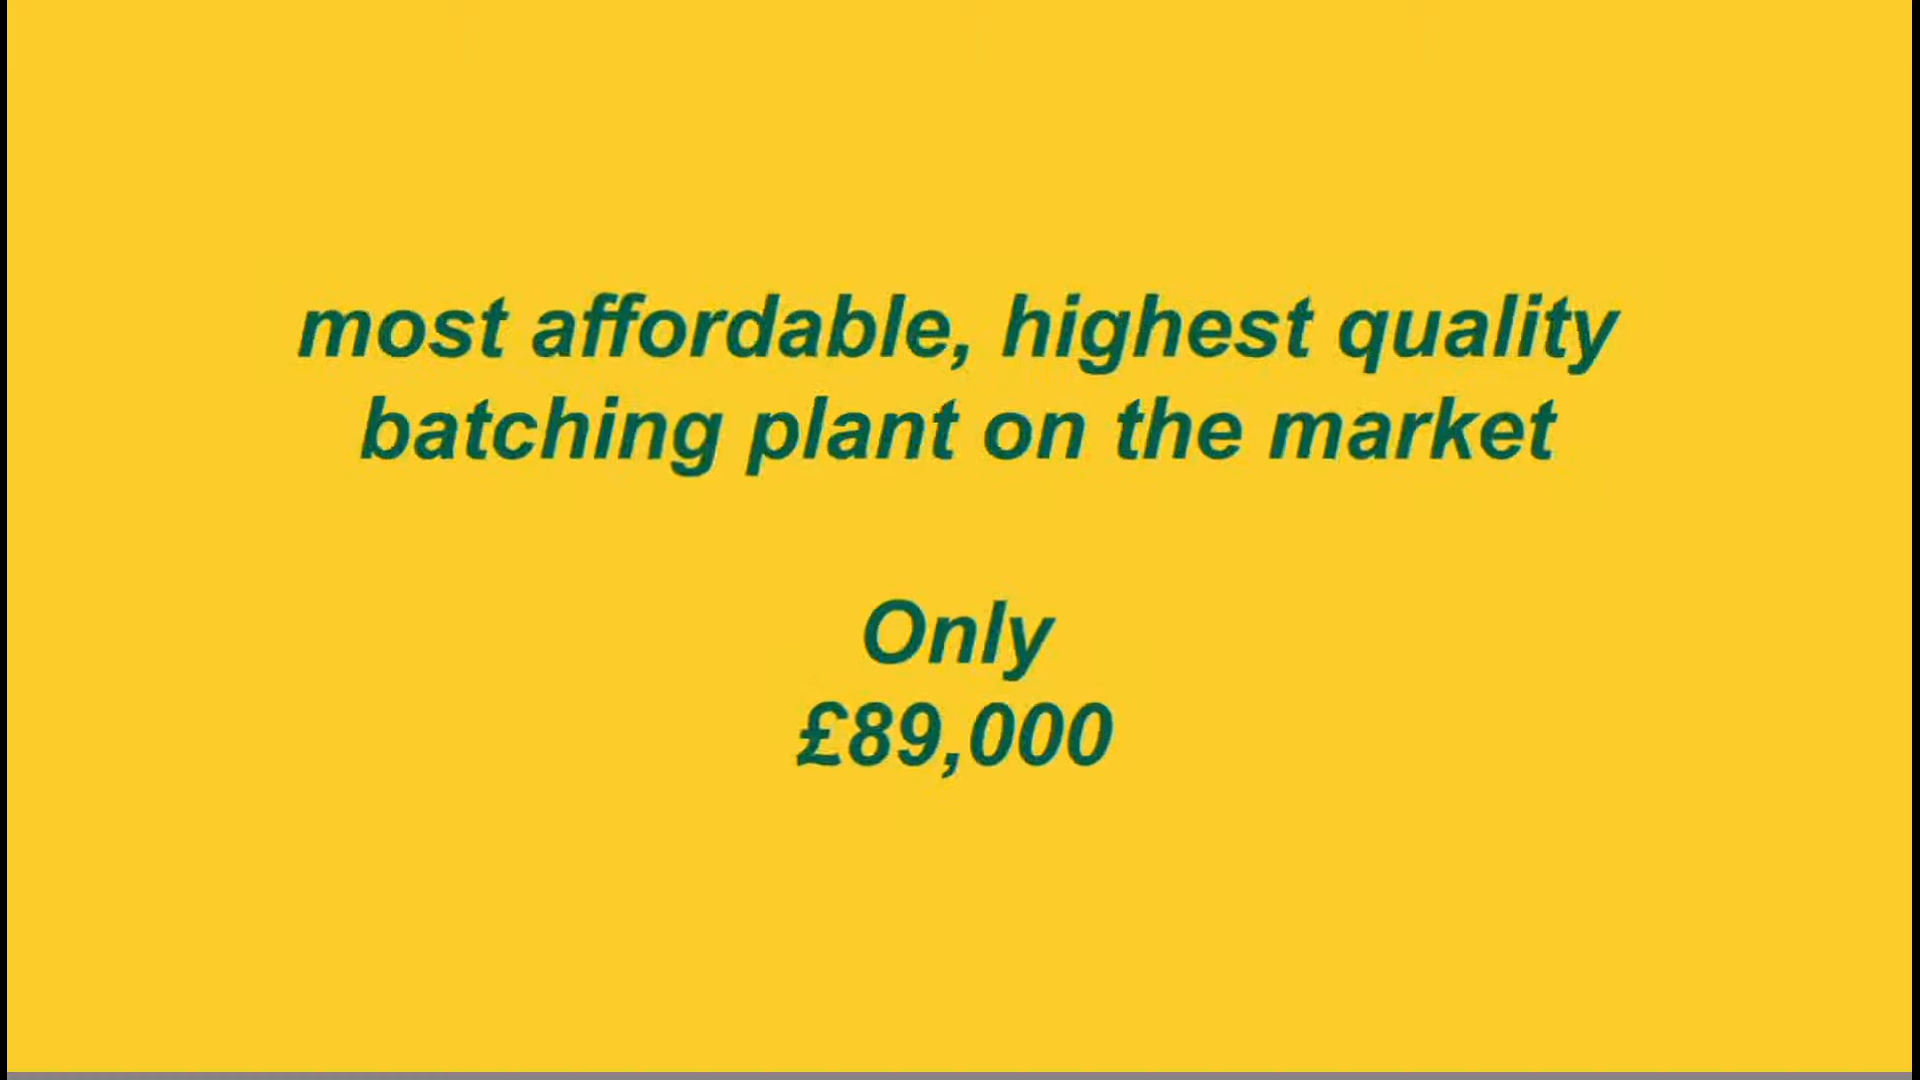 most affordable, highest quality
batching plant on the market
Only
£89,000